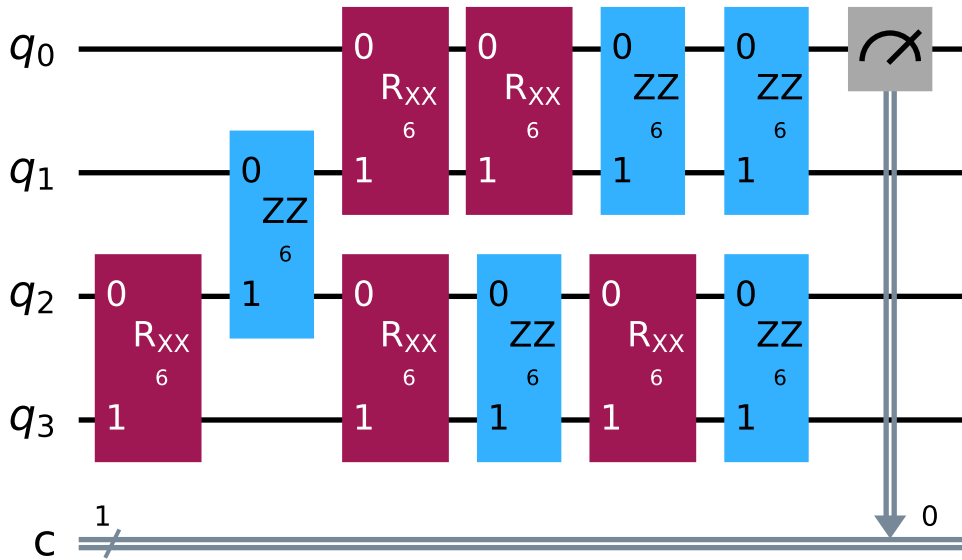 q0 0 0 0 0
RXX RXX ZZ ZZ
6 6 6 6
q1 0 1 1 1 1
ZZ
6
q2 0 1 0 0 0 0
RXX RXX ZZ RXX ZZ
6 6 6 6 6
q3 1 1 1 1 1
1 0
c